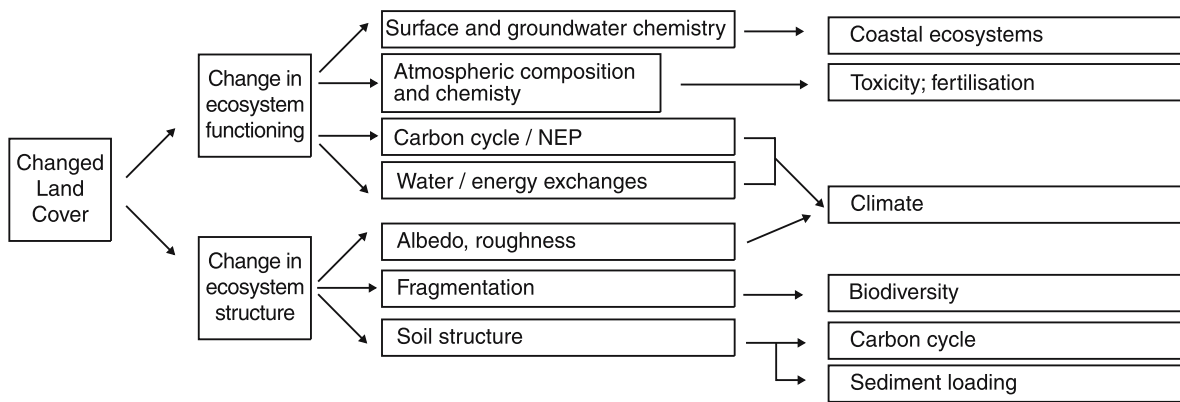 Changed
Land
Cover
Change in
ecosystem
functioning
Change in
ecosystem
structure
Surface and groundwater chemistry
Atmospheric composition
and chemisty
Carbon cycle / NEP
Water / energy exchanges
Albedo, roughness
Fragmentation
Soil structure
Coastal ecosystems
Toxicity; fertilisation
Climate
Biodiversity
Carbon cycle
Sediment loading